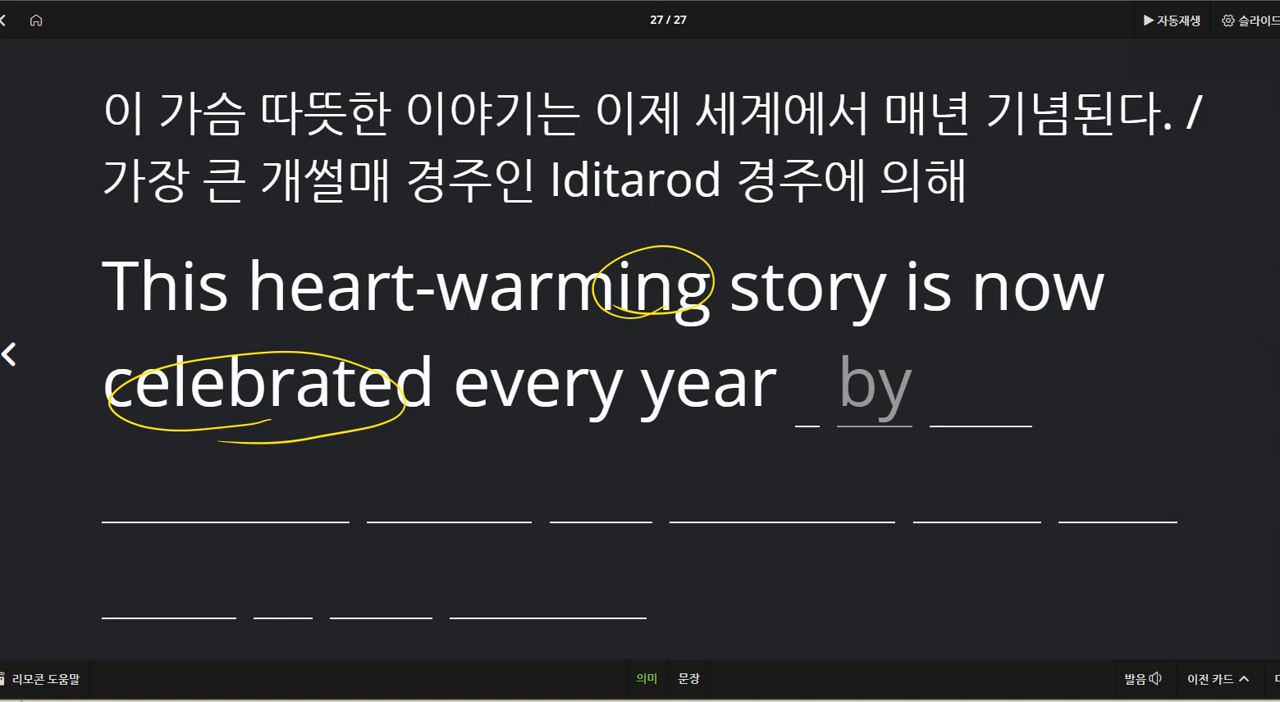 27 / 27
▶ 자동재생
슬라이드
이 가슴 따뜻한 이야기는 이제 세계에서 매년 기념된다. /
가장 큰 개썰매 경주인 Iditarod 경주에 의해
This heart-warming story is now
celebrated every year _ by
리모콘 도움말
의미
문장
발음
이전 카드